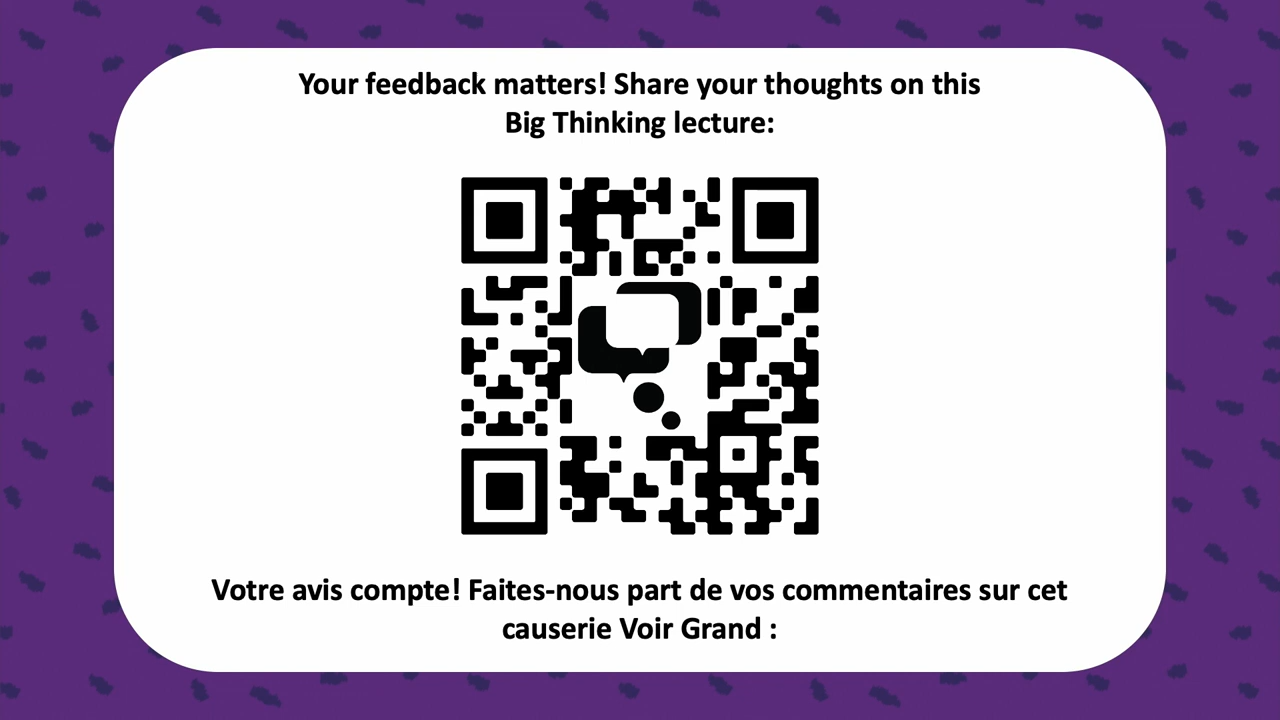 Your feedback matters! Share your thoughts on this
Big Thinking lecture:
Votre avis compte! Faites-nous part de vos commentaires sur cet
causerie Voir Grand :